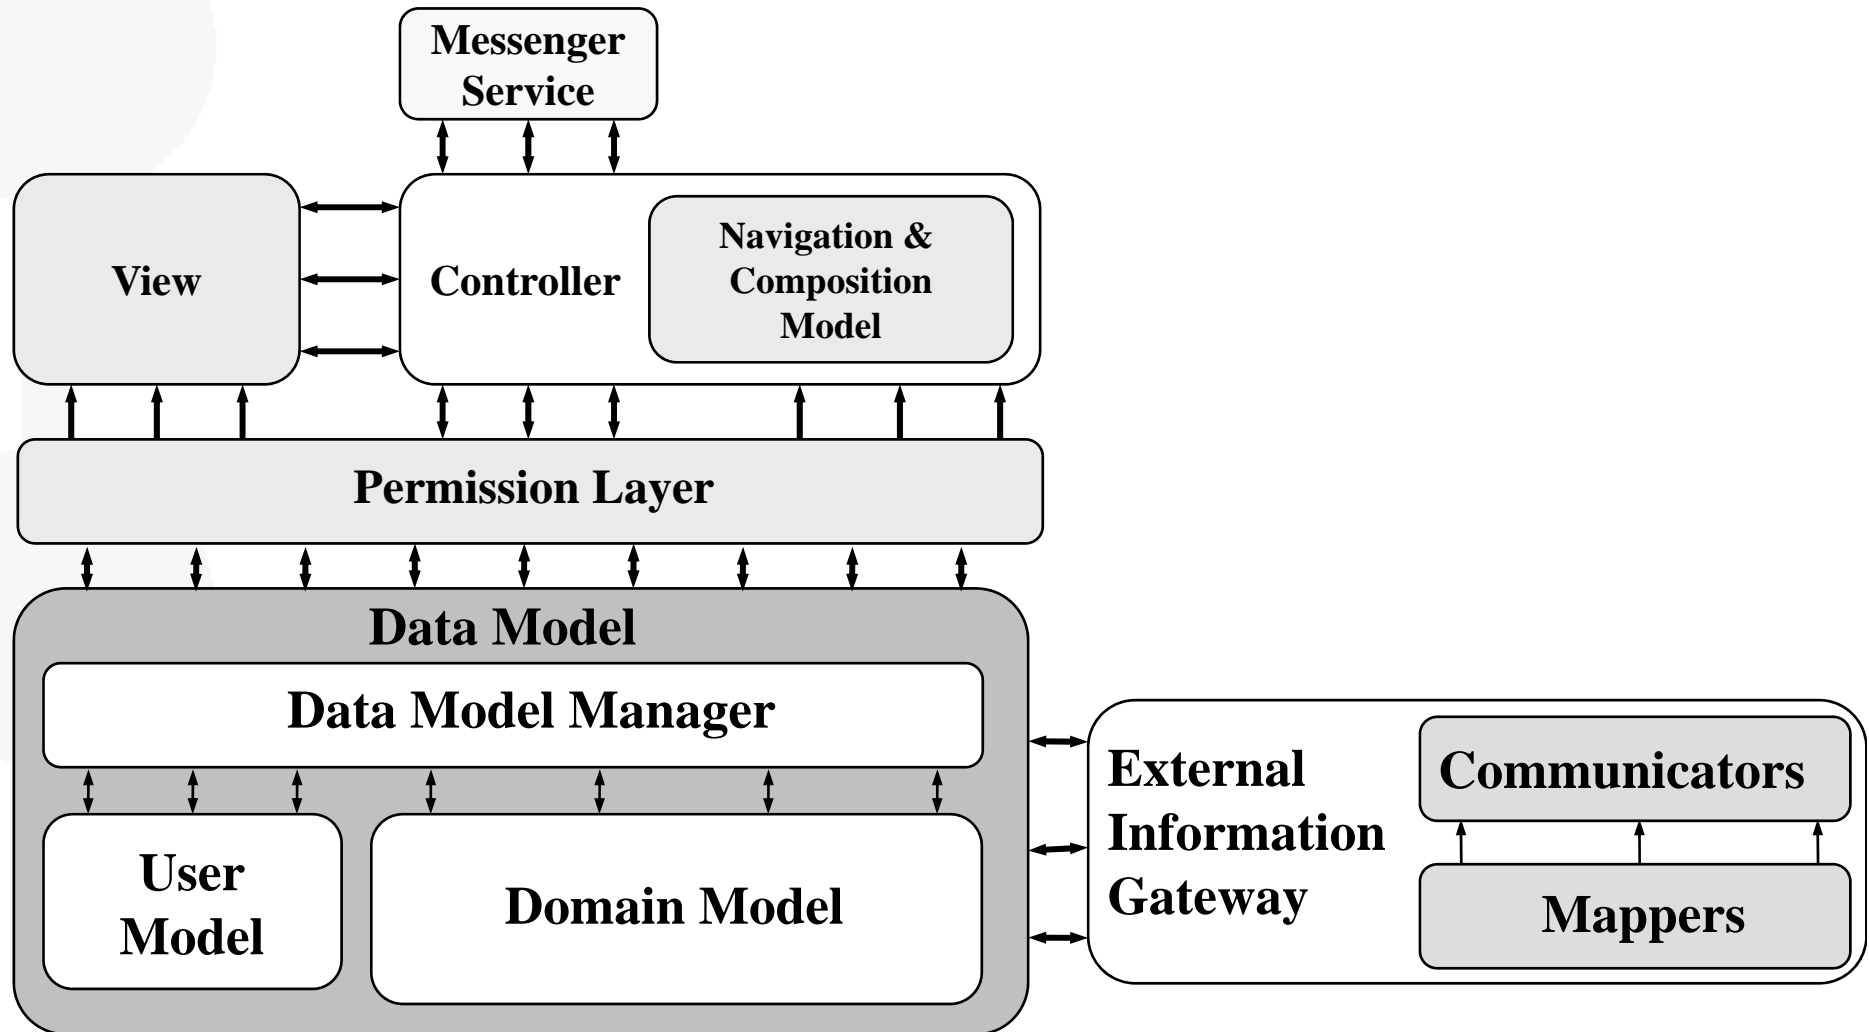 Messenger
Service
View
Controller
Navigation &
Composition
Model
Permission Layer
Data Model
Data Model Manager
User
Model
Domain Model
External
Information
Gateway
Communicators
Mappers